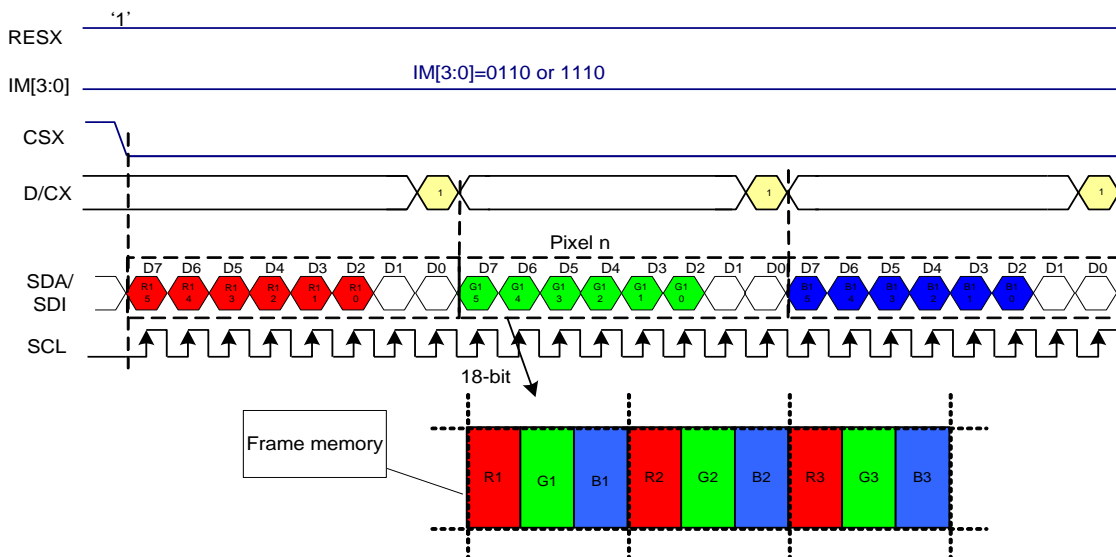 '1'
RESX
IM[3:0]
IM[3:0]=0110 or 1110
CSX
D/CX
1
1
1
Pixel n
D7 D6 D5 D4 D3 D2 D1 D0 D7 D6 D5 D4 D3 D2 D1 D0 D7 D6 D5 D4 D3 D2 D1 D0
SDA/
SDI
R1 R1 R1 R1 R1 R1 G1 G1 G1 G1 G1 G1 B1 B1 B1 B1 B1 B1
5 4 3 2 1 0 5 4 3 2 1 0 5 4 3 2 1 0
SCL
18-bit
Frame memory
R1 G1 B1 R2 G2 B2 R3 G3 B3